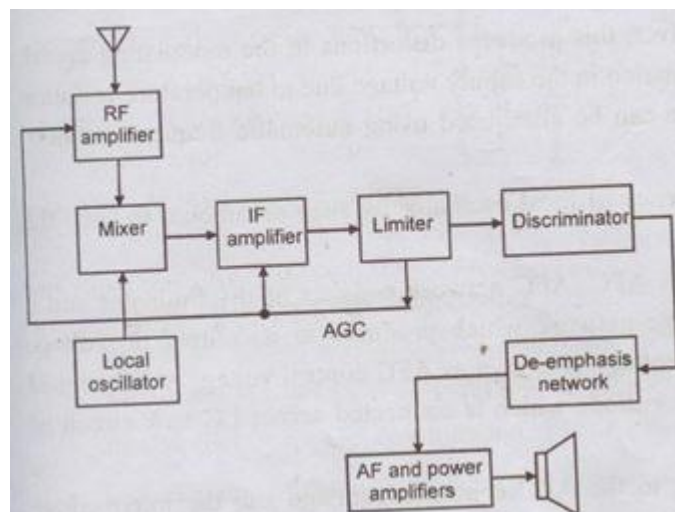 RF
amplifier
Mixer
IF
amplifier
Limiter
Discriminator
AGC
Local
oscillator
De-emphasis
network
AF and power
amplifiers